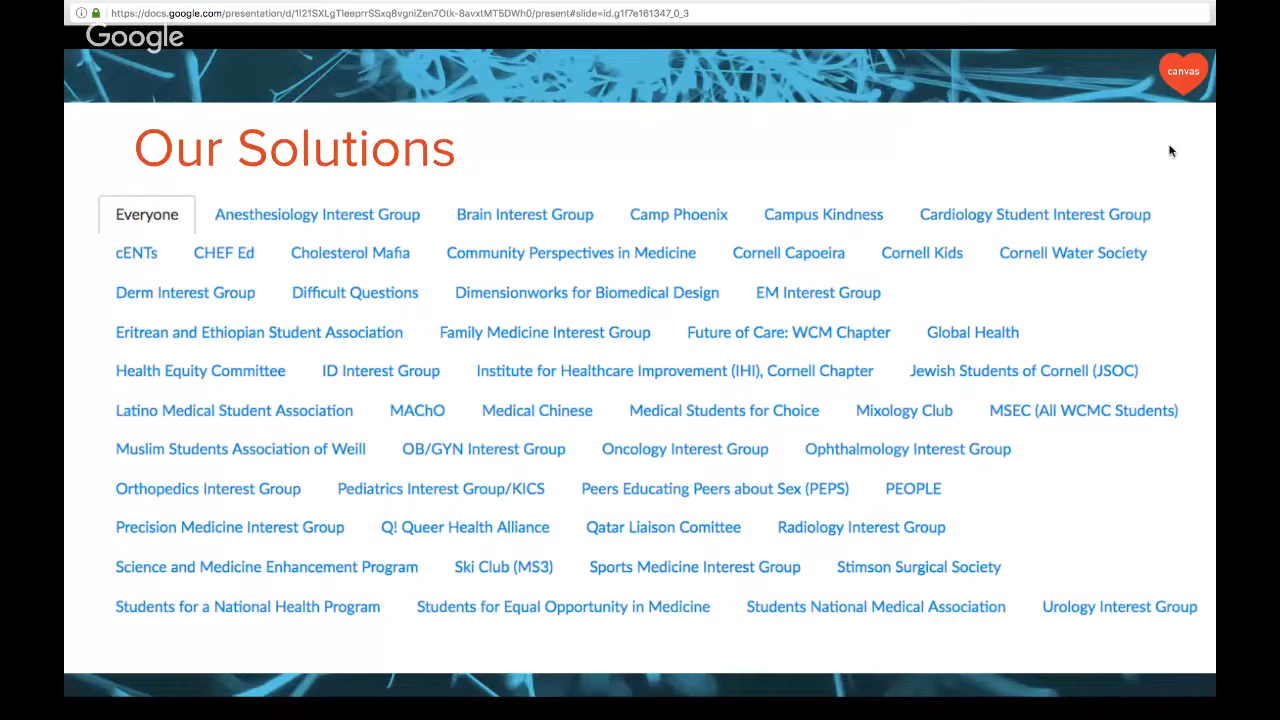 https://docs.google.com/presentation/d/1I21SXLgTleeprrSSxq8vgniZen7Otk-8avxtMT5DWh0/present#slide=id.g1f7e161347_0_3
Google
canvas
Our Solutions
Everyone Anesthesiology Interest Group Brain Interest Group Camp Phoenix Campus Kindness Cardiology Student Interest Group
cENTs CHEF Ed Cholesterol Mafia Community Perspectives in Medicine Cornell Capoeira Cornell Kids Cornell Water Society
Derm Interest Group Difficult Questions Dimensionworks for Biomedical Design EM Interest Group
Eritrean and Ethiopian Student Association Family Medicine Interest Group Future of Care: WCM Chapter Global Health
Health Equity Committee ID Interest Group Institute for Healthcare Improvement (IHI), Cornell Chapter Jewish Students of Cornell (JSOC)
Latino Medical Student Association MAChO Medical Chinese Medical Students for Choice Mixology Club MSEC (All WCMC Students)
Muslim Students Association of Weill OB/GYN Interest Group Oncology Interest Group Ophthalmology Interest Group
Orthopedics Interest Group Pediatrics Interest Group/KICS Peers Educating Peers about Sex (PEPS) PEOPLE
Precision Medicine Interest Group Q! Queer Health Alliance Qatar Liaison Comittee Radiology Interest Group
Science and Medicine Enhancement Program Ski Club (MS3) Sports Medicine Interest Group Stimson Surgical Society
Students for a National Health Program Students for Equal Opportunity in Medicine Students National Medical Association Urology Interest Group